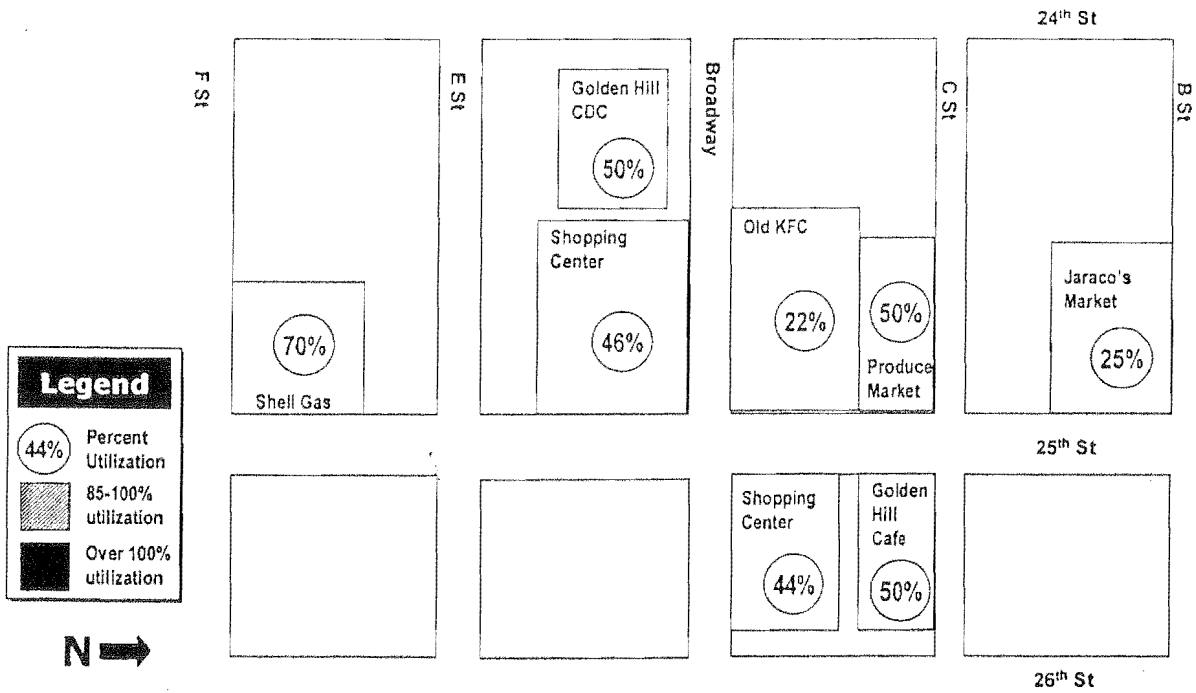 24th St
F St
E St
Broadway
C St
B St
Golden Hill
CDC
50%
Shopping
Center
46%
Old KFC
22%
50%
Produce
Market
Jaraco's
Market
25%
70%
Shell Gas
Legend
44%
Percent
Utilization
85-100%
utilization
Over 100%
utilization
25th St
Shopping
Center
44%
Golden
Hill
Cafe
50%
N
26th St